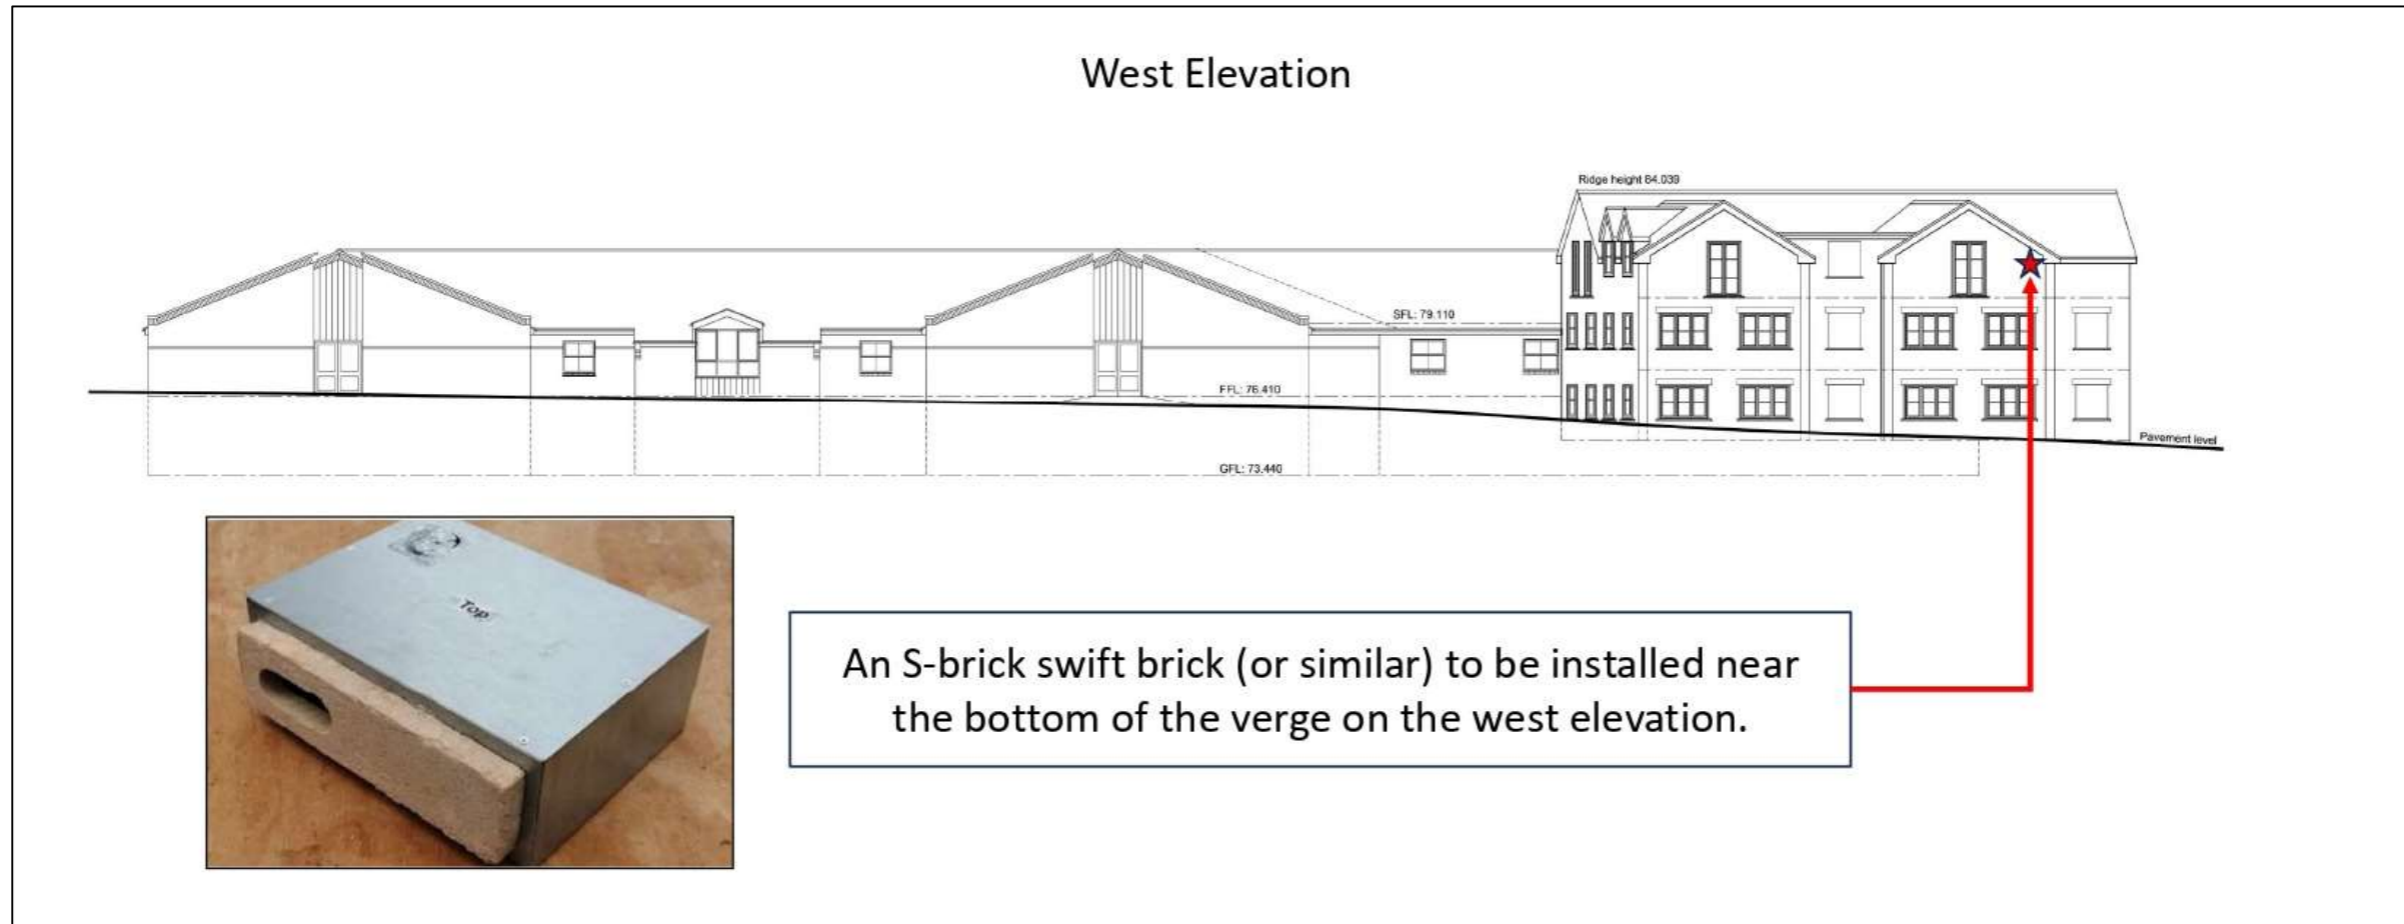 West Elevation
Ridge height 84.039
SFL: 79.110
FFL: 76.410
Pavement level
GFL: 73.440
Top
An S-brick swift brick (or similar) to be installed near
the bottom of the verge on the west elevation.